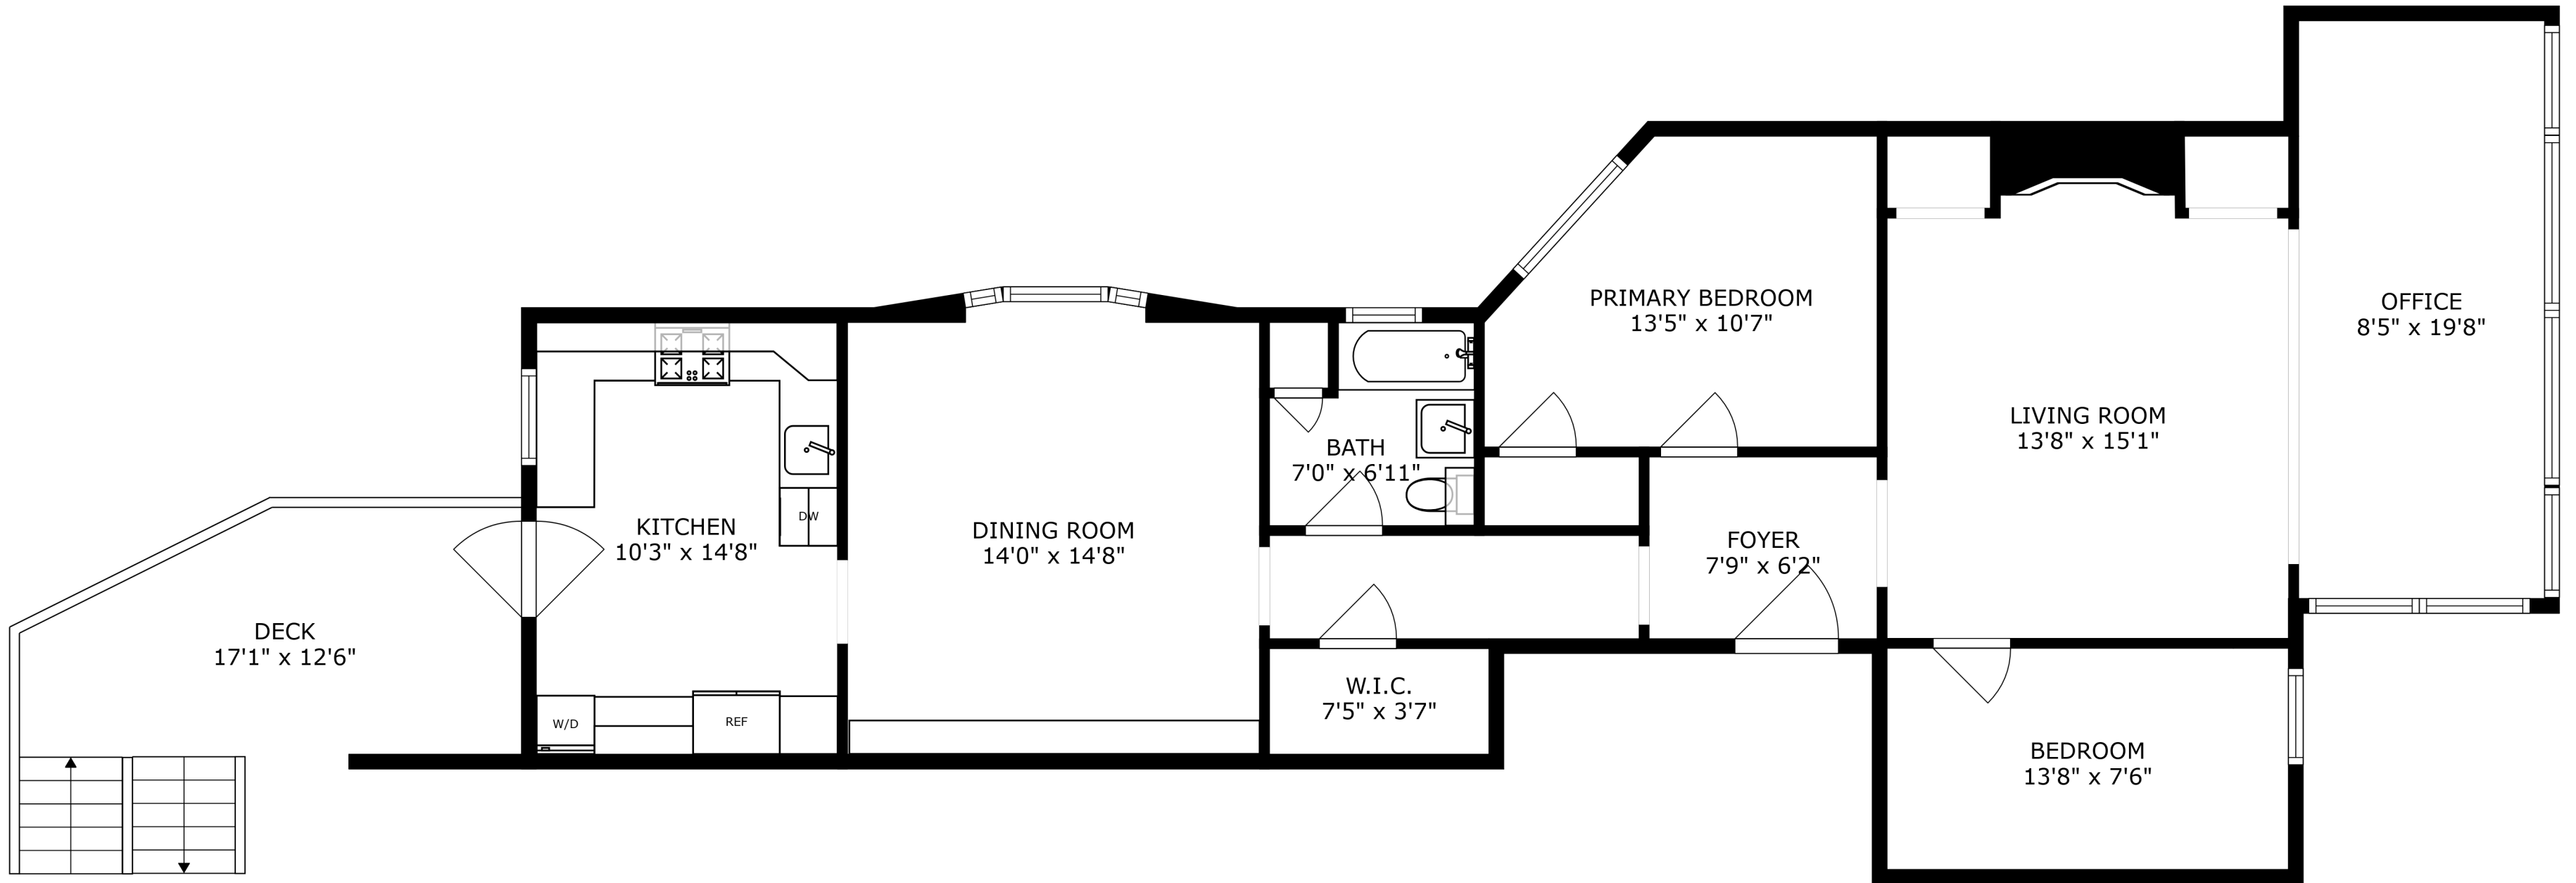 PRIMARY BEDROOM
13'5" x 10'7"
OFFICE
8'5" x 19'8"
LIVING ROOM
13'8" x 15'1"
BATH
7'0" x 6'11"
DW
KITCHEN
10'3" x 14'8"
DINING ROOM
14'0" x 14'8"
FOYER
7'9" x 6'2"
DECK
17'1" x 12'6"
W.I.C.
7'5" x 3'7"
W/D
REF
BEDROOM
13'8" x 7'6"